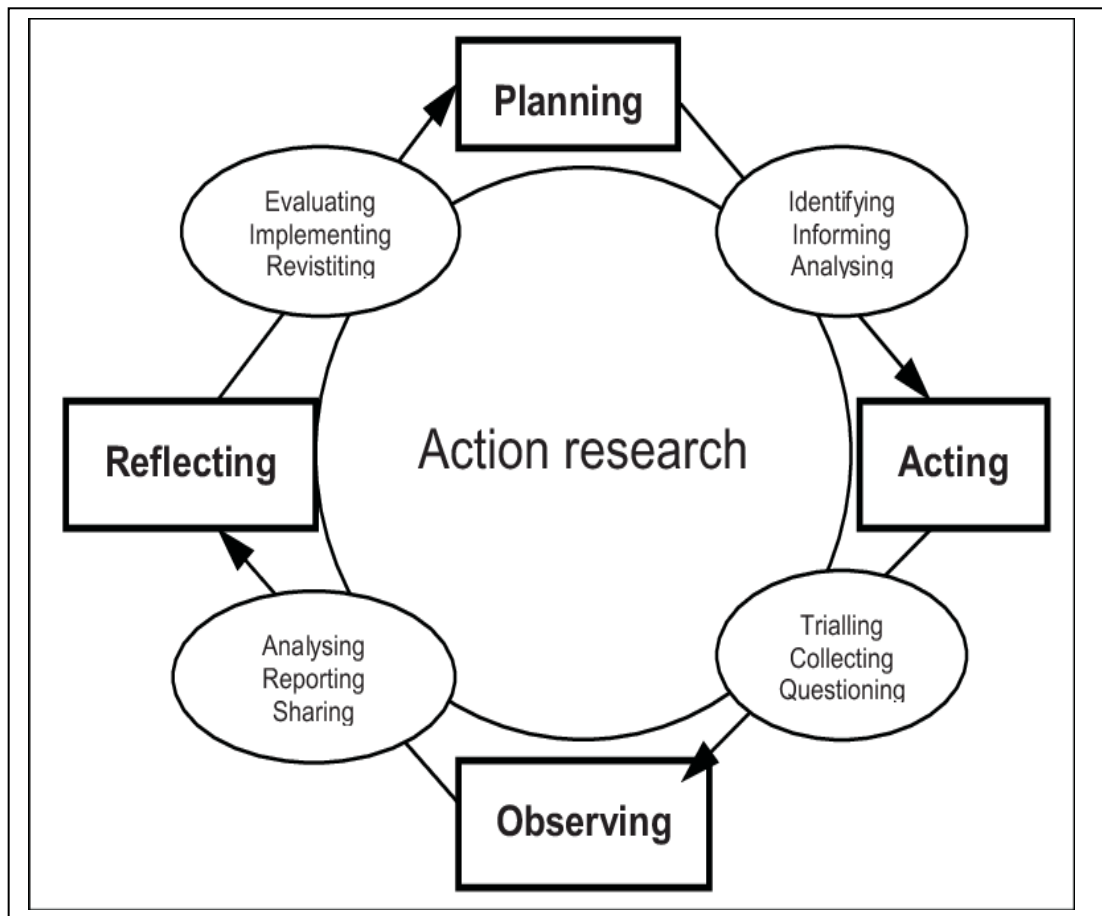 Planning
Evaluating
Implementing
Revistiting
Identifying
Informing
Analysing
Reflecting
Action research
Acting
Analysing
Reporting
Sharing
Trialling
Collecting
Questioning
Observing